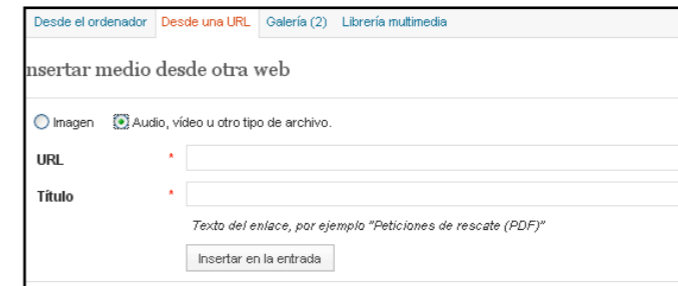 Desde el ordenador Desde una URL Galería (2) Librería multimedia
nsertar medio desde otra web
Imagen Audio, vídeo u otro tipo de archivo.
URL *
Título *
Texto del enlace, por ejemplo "Peticiones de rescate (PDF)"
Insertar en la entrada